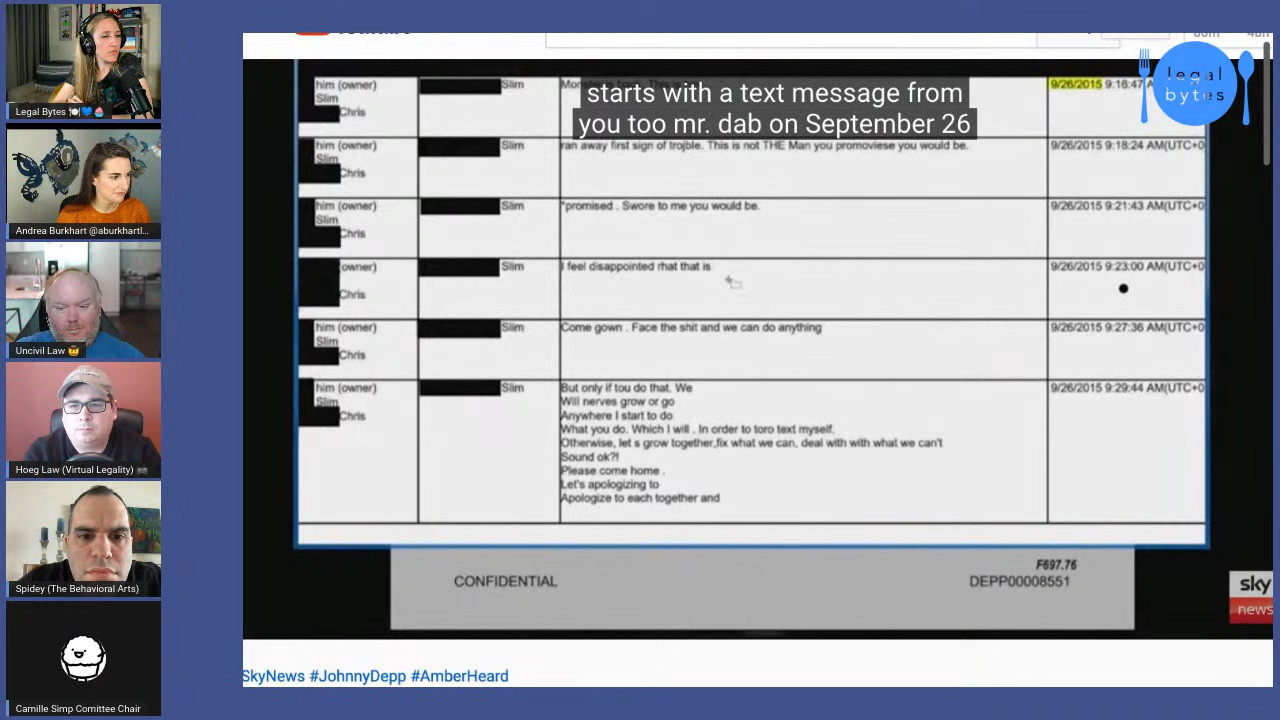 legal
bytes
starts with a text message from
you too mr. dab on September 26
him (owner)
Slim
Chris
Slim
9/26/2015 9:16:47
him (owner)
Slim
Chris
Slim
ran away first sign of trojble. This is not THE Man you promoviese you would be.
9/26/2015 9:18:24 AM(UTC+0
him (owner)
Slim
Chris
Slim
"promised . Swore to me you would be.
9/26/2015 9:21:43 AM(UTC+0
owner)
Chris
Slim
I feel disappointed rhat that is
9/26/2015 9:23:00 AM(UTC+0
him (owner)
Slim
Chris
Slim
Come gown . Face the shit and we can do anything
9/26/2015 9:27:36 AM(UTC+0
him (owner)
Slim
Chris
Slim
But only if tou do that. We
Will nerves grow or go
Anywhere I start to do
What you do. Which I will . In order to toro text myself.
Otherwise, let s grow together,fix what we can, deal with with what we can't
Sound ok?!
Please come home .
Let's apologizing to
Apologize to each together and
9/26/2015 9:29:44 AM(UTC+0
F697.76
CONFIDENTIAL
DEPP00008551
sky
news
SkyNews #JohnnyDepp #AmberHeard
Legal Bytes
Andrea Burkhart @aburkhartl...
Uncivil Law
Hoeg Law (Virtual Legality)
Spidey (The Behavioral Arts)
Camille Simp Comittee Chair